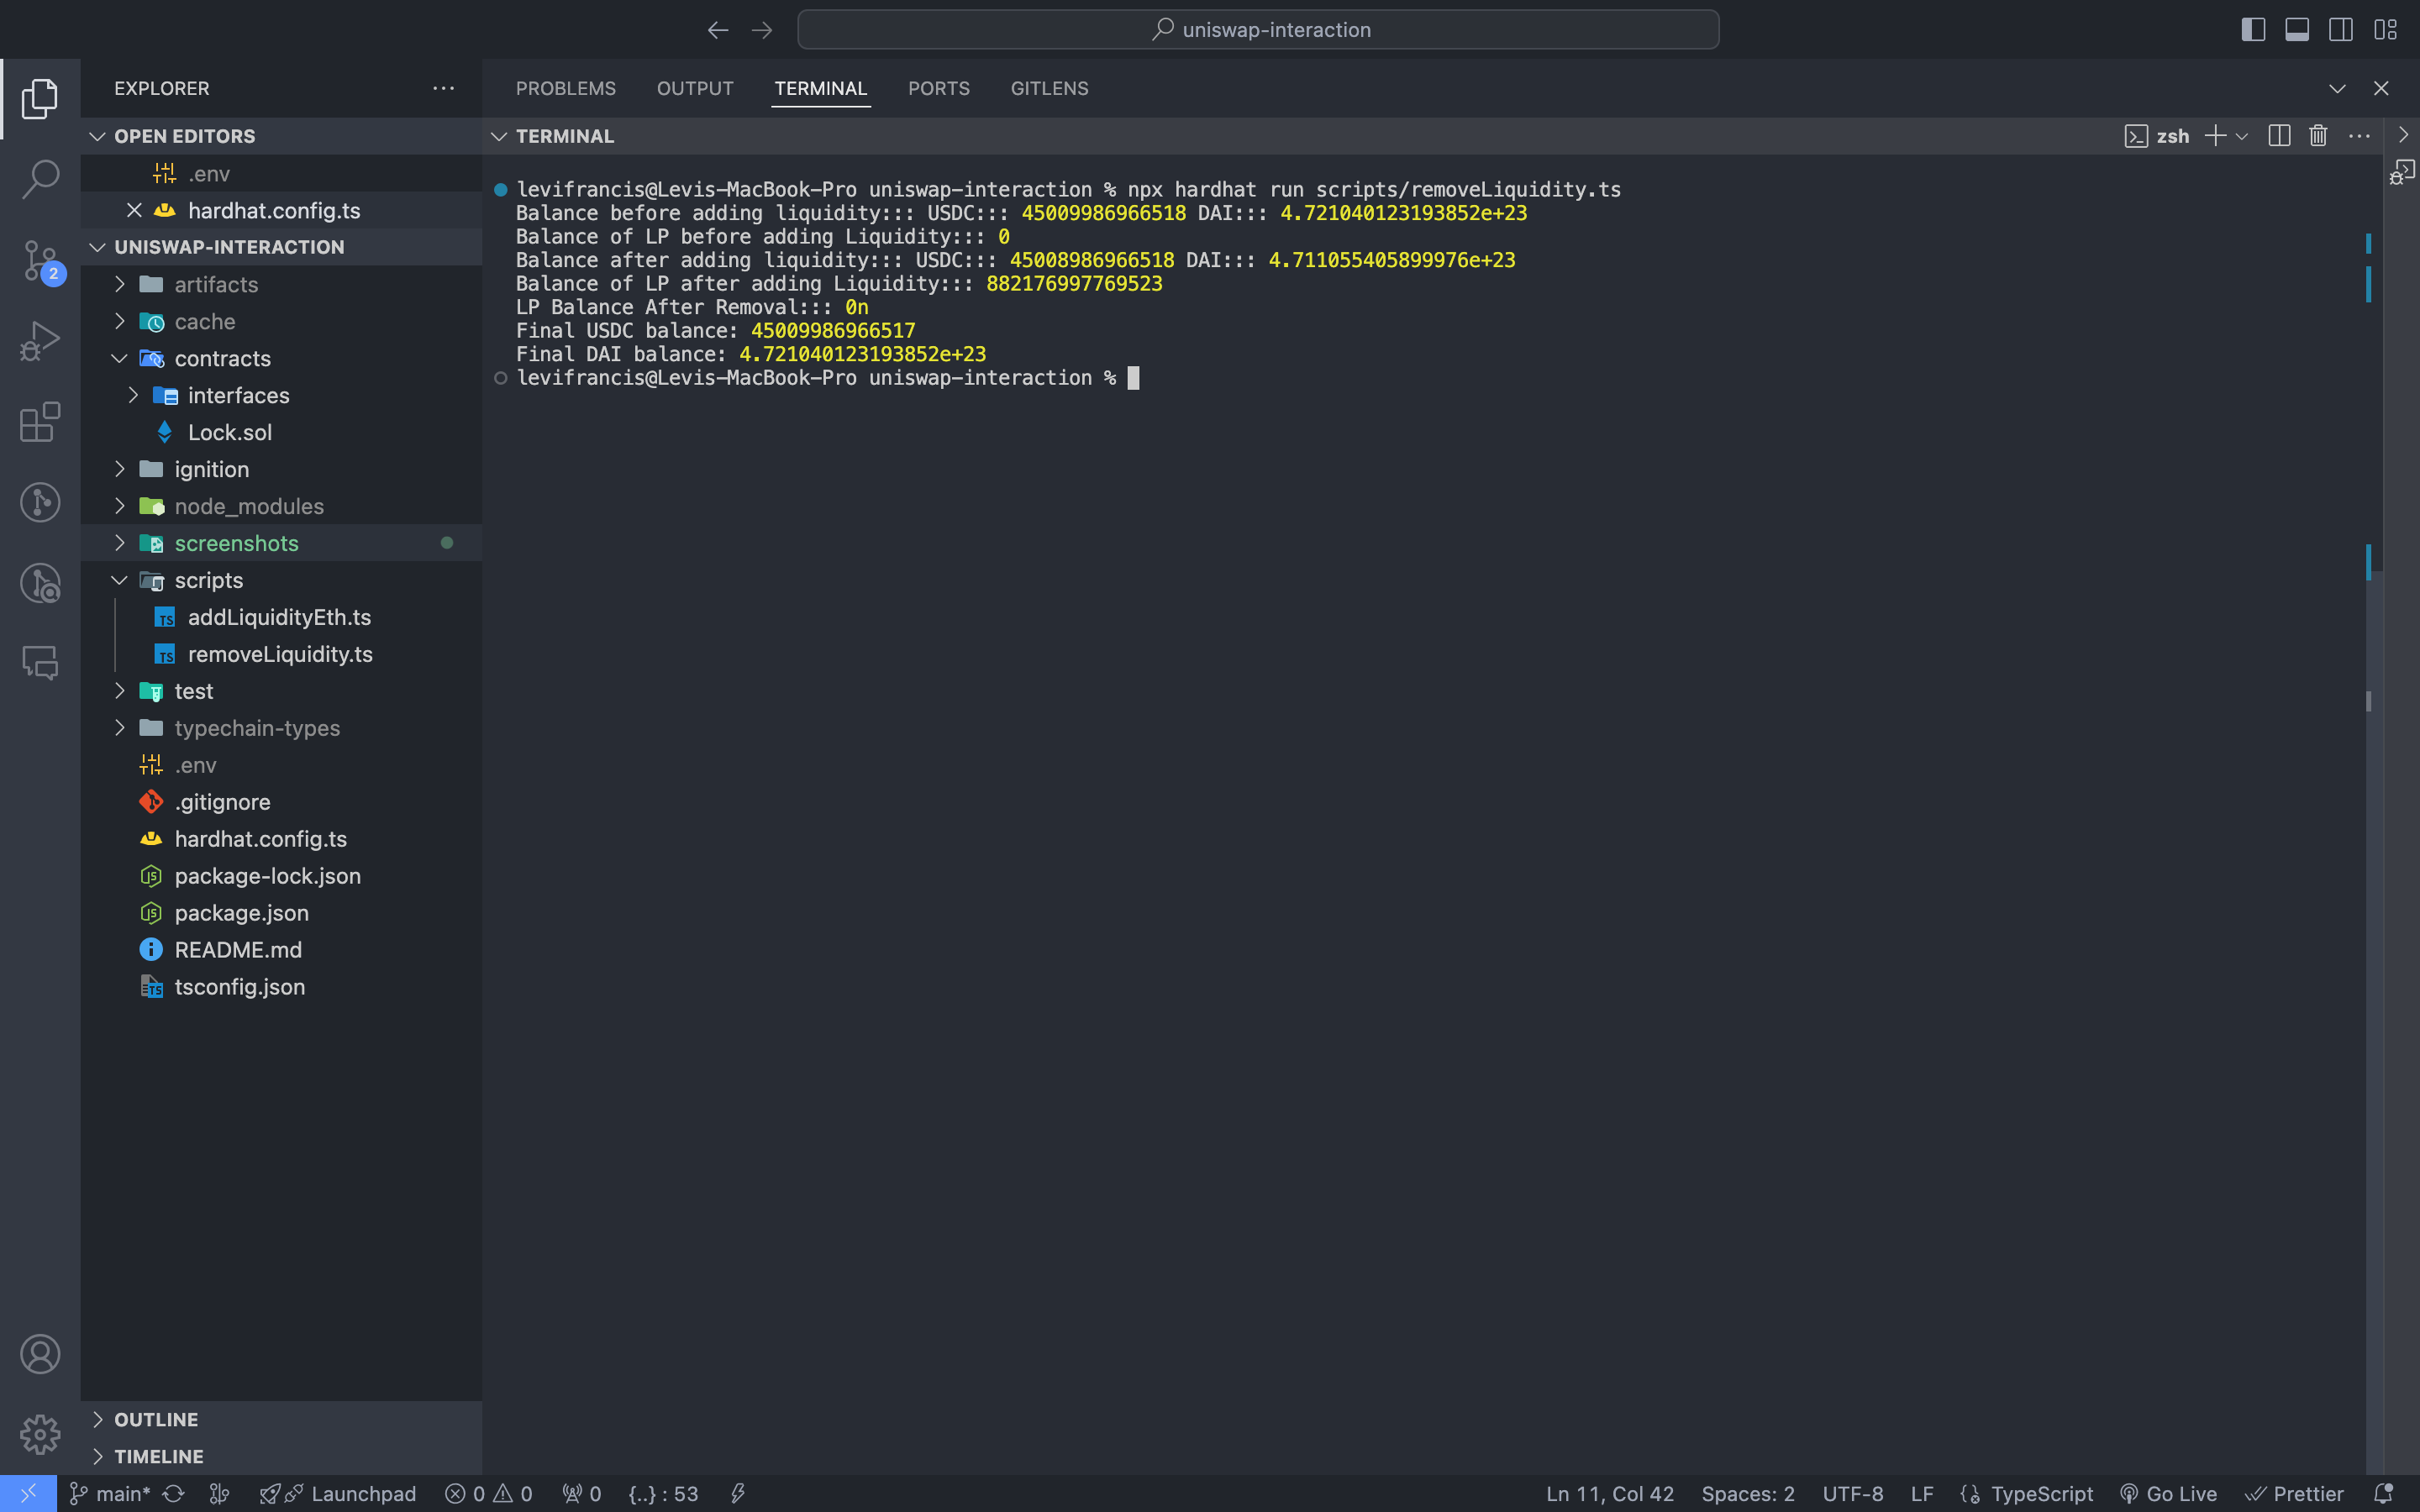 uniswap-interaction
EXPLORER
OPEN EDITORS
.env
hardhat.config.ts
UNISWAP-INTERACTION
2
artifacts
cache
contracts
interfaces
Lock.sol
ignition
node_modules
screenshots
scripts
addLiquidityEth.ts
removeLiquidity.ts
test
typechain-types
.env
.gitignore
hardhat.config.ts
package-lock.json
package.json
README.md
tsconfig.json
OUTLINE
TIMELINE
PROBLEMS OUTPUT TERMINAL PORTS GITLENS
TERMINAL
zsh
levifrancis@Levis-MacBook-Pro uniswap-interaction % npx hardhat run scripts/removeLiquidity.ts
Balance before adding liquidity::: USDC::: 45009986966518 DAI::: 4.721040123193852e+23
Balance of LP before adding Liquidity::: 0
Balance after adding liquidity::: USDC::: 45008986966518 DAI::: 4.711055405899976e+23
Balance of LP after adding Liquidity::: 882176997769523
LP Balance After Removal::: 0n
Final USDC balance: 45009986966517
Final DAI balance: 4.721040123193852e+23
levifrancis@Levis-MacBook-Pro uniswap-interaction %
main* Launchpad 0 0 0 {..} : 53 Ln 11, Col 42 Spaces: 2 UTF-8 LF TypeScript Go Live Prettier